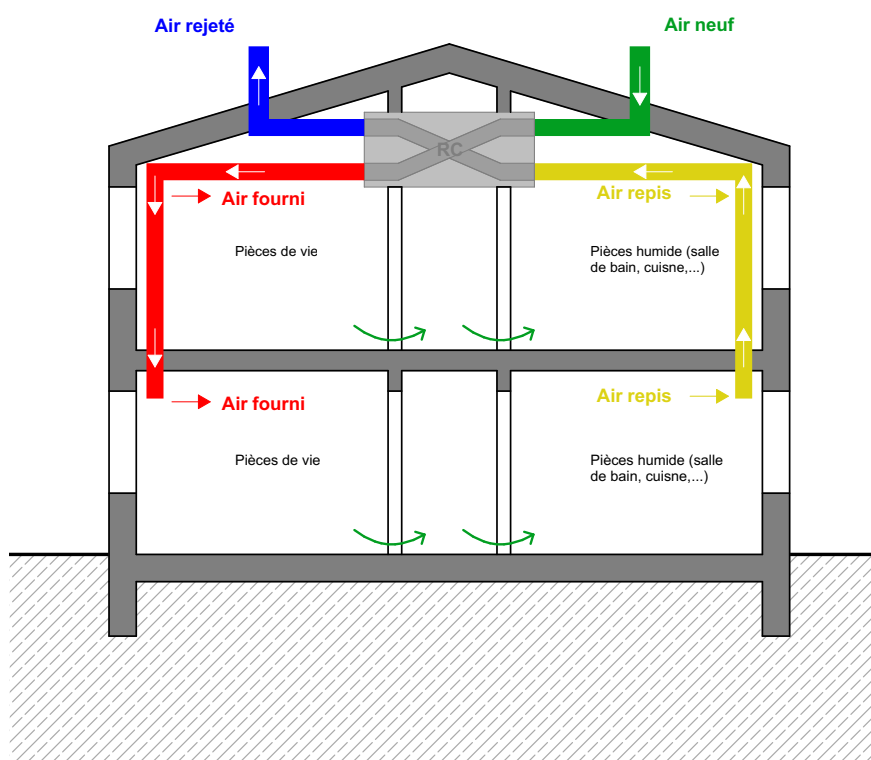 Air rejeté
Air neuf
RC
Air fourni
Air repis
Pièces de vie
Pièces humide (salle
de bain, cuisne,...)
Air fourni
Air repis
Pièces de vie
Pièces humide (salle
de bain, cuisne,...)